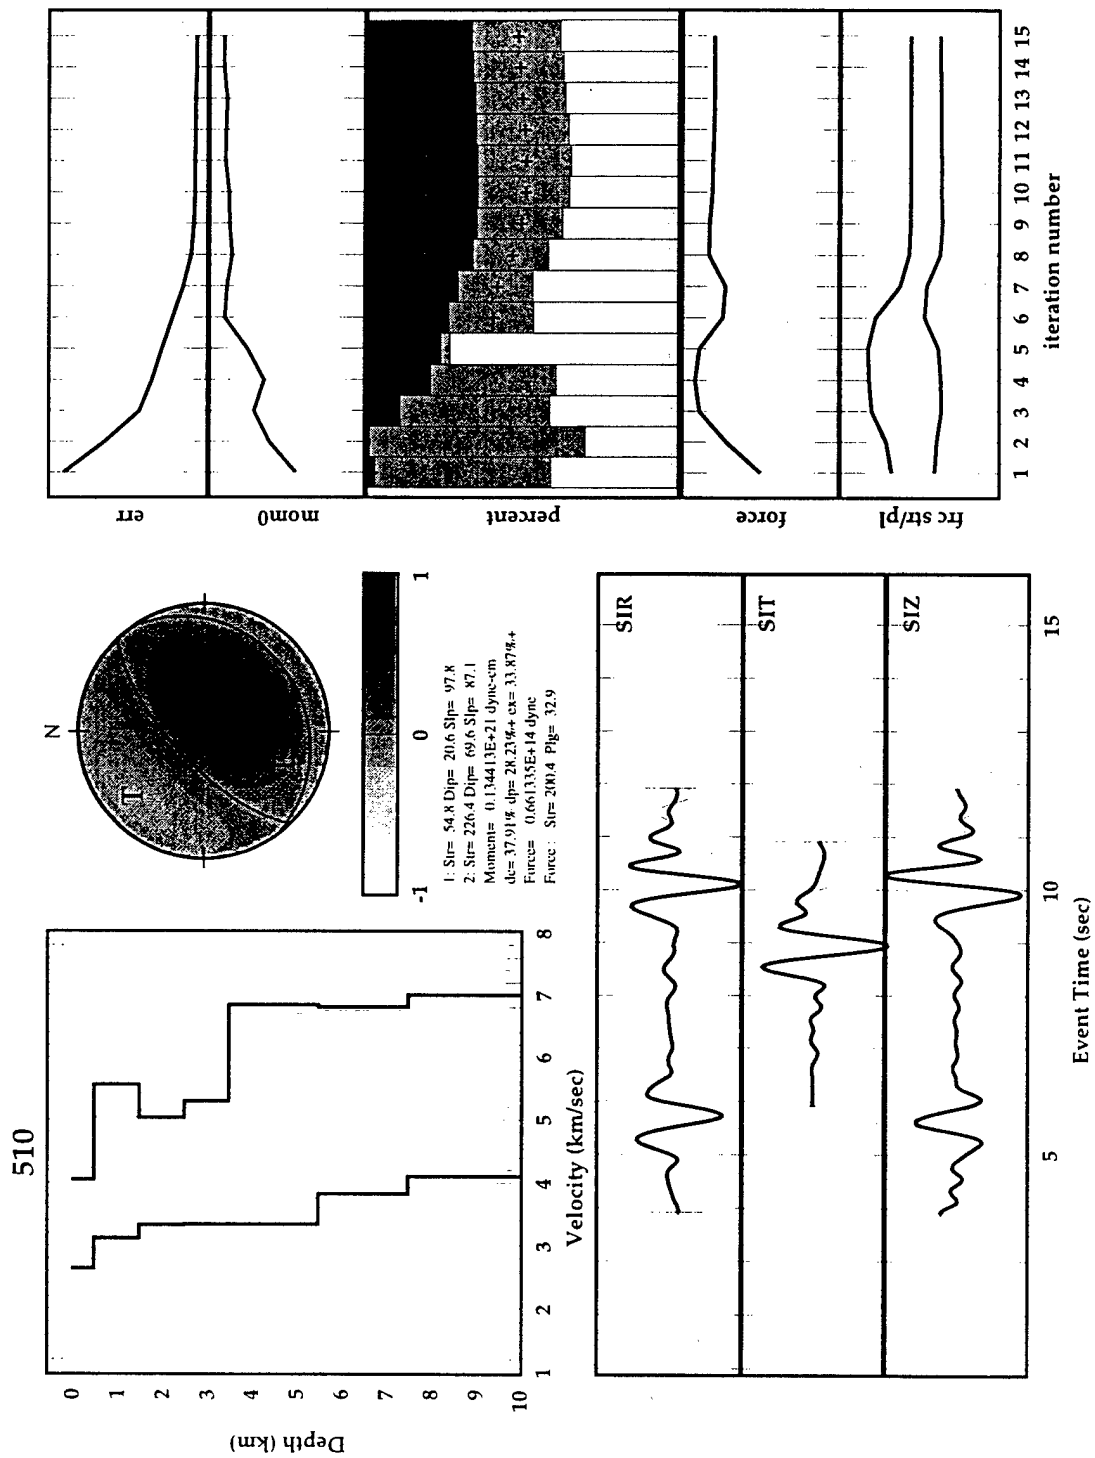 510
0
1
2
3
4
5
6
7
8
9
10
Depth (km)
1 2 3 4 5 6 7 8
Velocity (km/sec)
N
T
-1 0 1
1: Str= 54.8 Dip= 20.6 Slp= 97.8
2: Str= 226.4 Dip= 69.6 Slp= 87.1
Moment= 0.134413E+21 dyne-cm
dc= 37.91% dp= 28.23%+ ex= 33.87%+
Force= 0.661335E+14 dyne
Force: Str= 200.4 Plg= 32.9
err
mom0
percent
force
frc str/pl
+ + + + + + + + +
1 2 3 4 5 6 7 8 9 10 11 12 13 14 15
iteration number
SIR
SIT
SIZ
5 10 15
Event Time (sec)